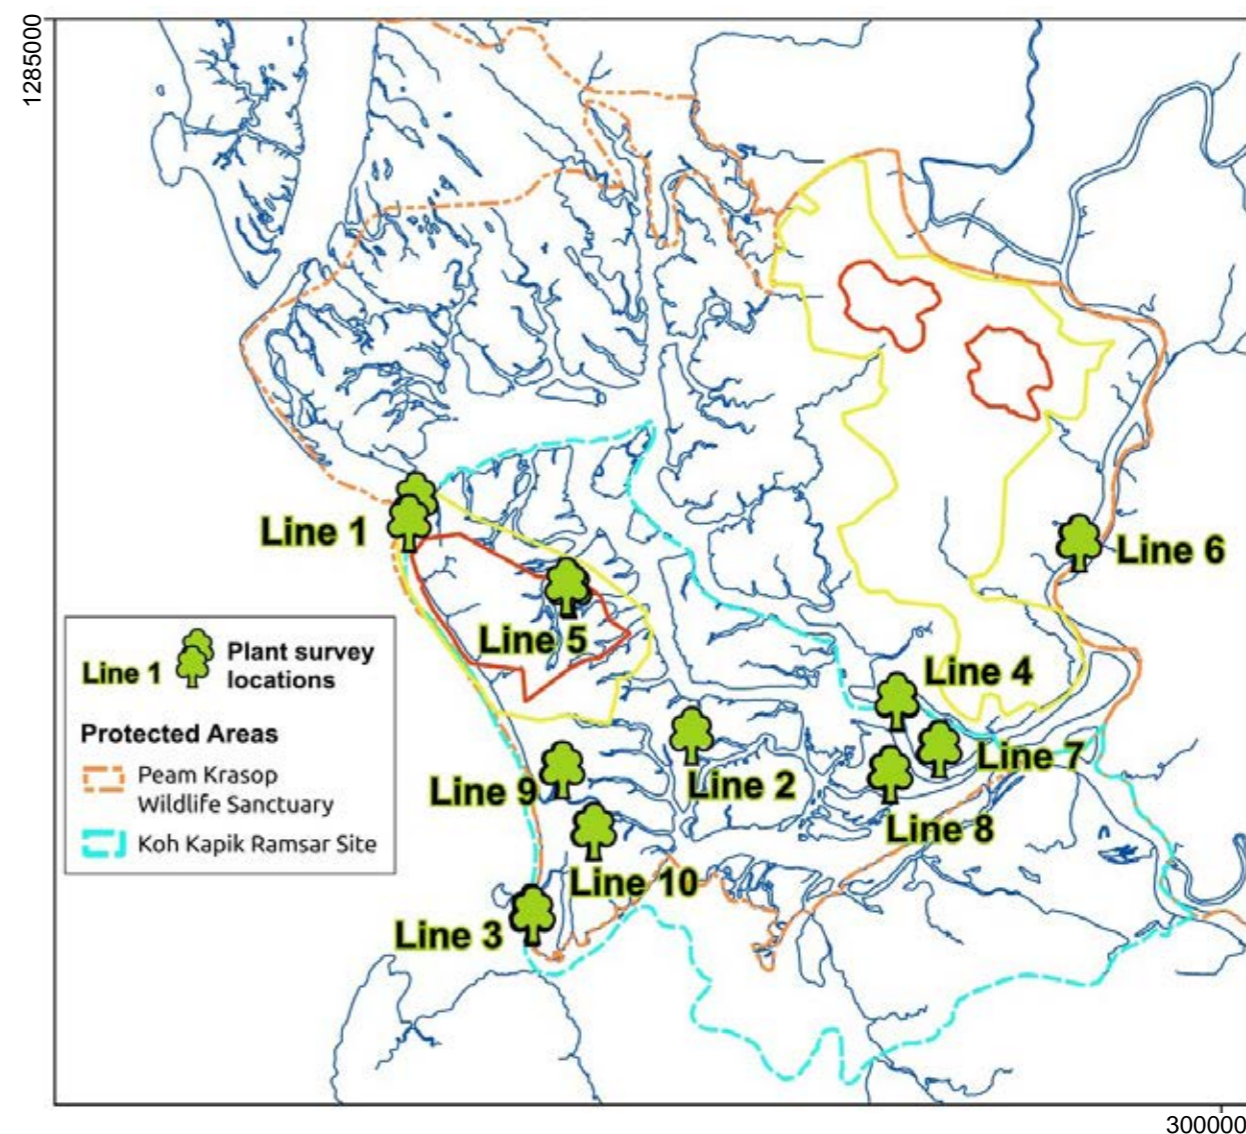 1285000
Line 1
Line 6
Line 5
Line 1
Plant survey
locations
Line 4
Protected Areas
Peam Krasop
Wildlife Sanctuary
Koh Kapik Ramsar Site
Line 7
Line 9
Line 2
Line 8
Line 10
Line 3
300000